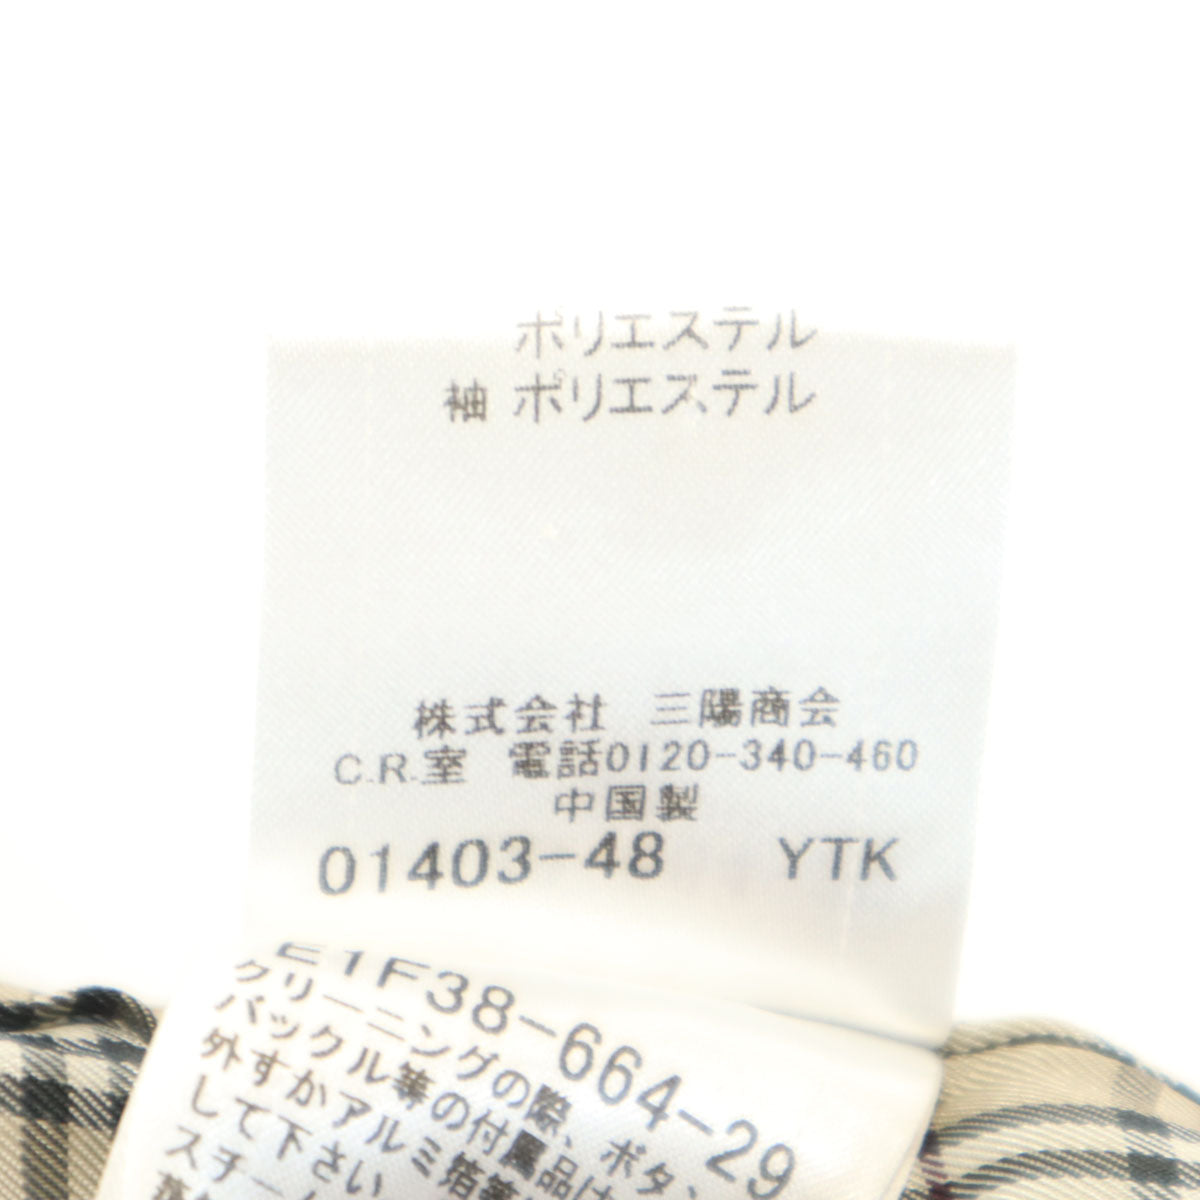 ポリエステル
袖 ポリエステル
株式会社 三陽商会
C.R.室 電話0120-340-460
中国製
01403-48 YTK
E1F38-664-29
クリーニングの際、ボタン、
バックル等の付属品は
外すかアルミ箔等
して下さい
スチーム